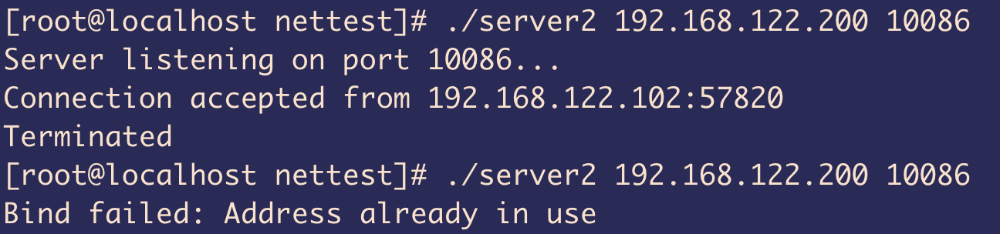 [root@localhost nettest]# ./server2 192.168.122.200 10086
Server listening on port 10086...
Connection accepted from 192.168.122.102:57820
Terminated
[root@localhost nettest]# ./server2 192.168.122.200 10086
Bind failed: Address already in use